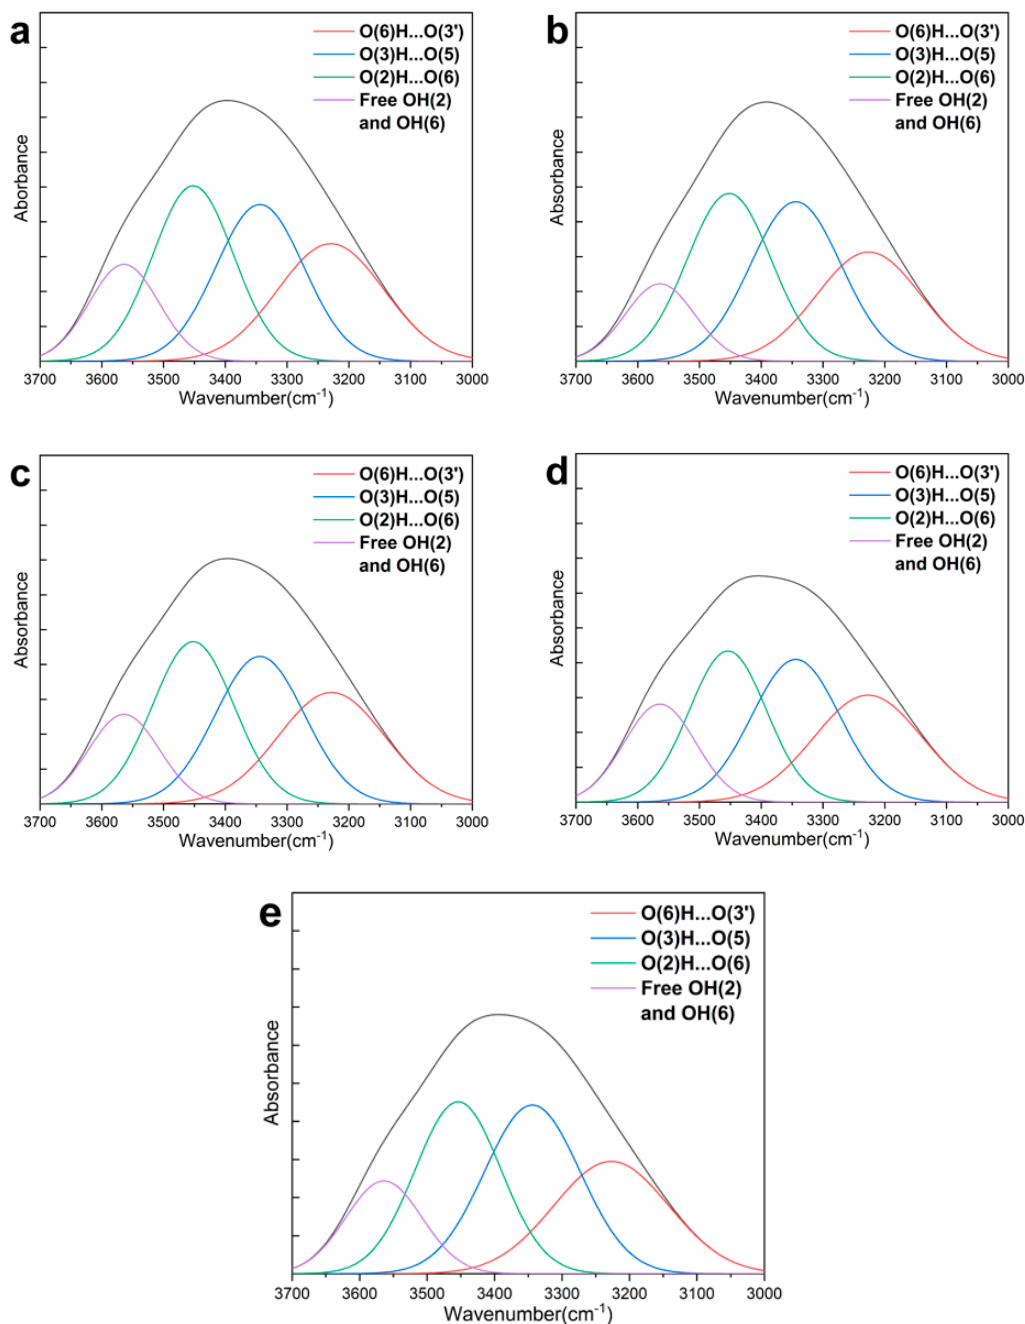 a
O(6)H...O(3')
O(3)H...O(5)
O(2)H...O(6)
Free OH(2)
and OH(6)
Aborbance
3700 3600 3500 3400 3300 3200 3100 3000
Wavenumber(cm⁻¹)
b
O(6)H...O(3')
O(3)H...O(5)
O(2)H...O(6)
Free OH(2)
and OH(6)
Absorbance
3700 3600 3500 3400 3300 3200 3100 3000
Wavenumber(cm⁻¹)
c
O(6)H...O(3')
O(3)H...O(5)
O(2)H...O(6)
Free OH(2)
and OH(6)
Absorbance
3700 3600 3500 3400 3300 3200 3100 3000
Wavenumber(cm⁻¹)
d
O(6)H...O(3')
O(3)H...O(5)
O(2)H...O(6)
Free OH(2)
and OH(6)
Absorbance
3700 3600 3500 3400 3300 3200 3100 3000
Wavenumber(cm⁻¹)
e
O(6)H...O(3')
O(3)H...O(5)
O(2)H...O(6)
Free OH(2)
and OH(6)
Absorbance
3700 3600 3500 3400 3300 3200 3100 3000
Wavenumber(cm⁻¹)